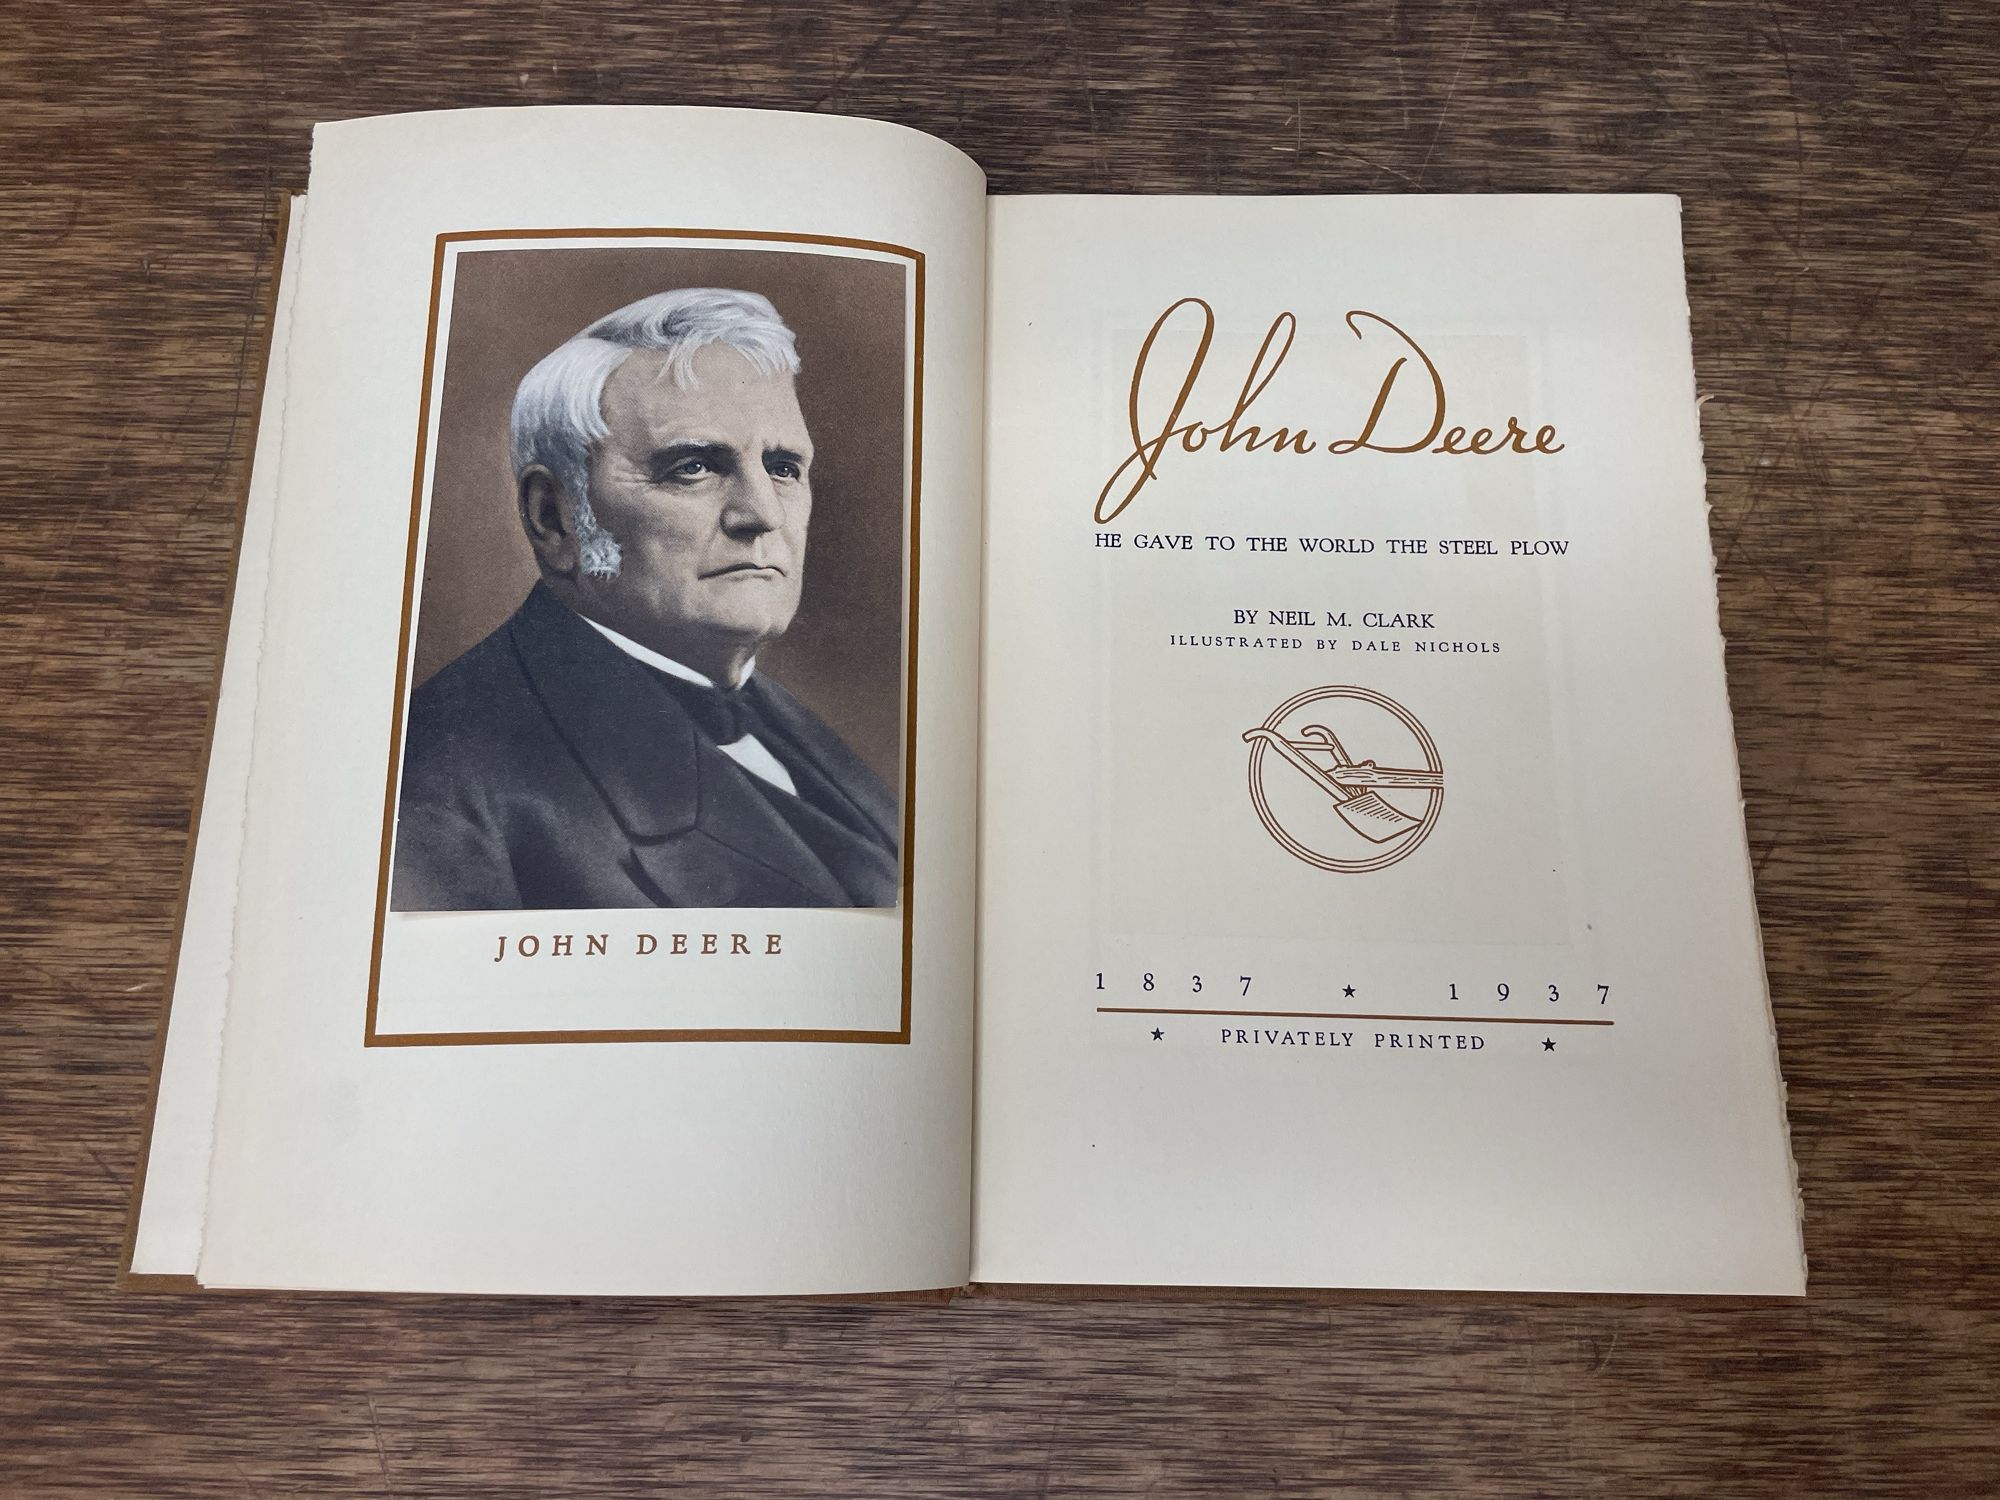 JOHN DEERE
John Deere
HE GAVE TO THE WORLD THE STEEL PLOW
BY NEIL M. CLARK
ILLUSTRATED BY DALE NICHOLS
1837 ★ 1937
★ PRIVATELY PRINTED ★